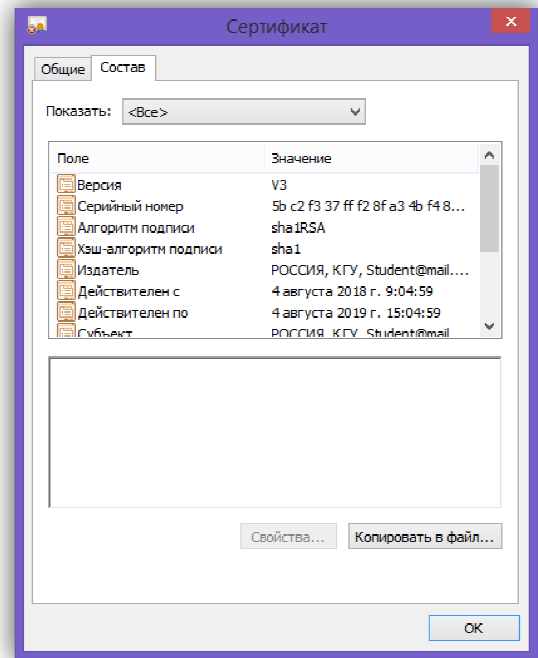 Сертификат
Общие Состав
Показать: <Все>
Поле Значение
Версия V3
Серийный номер 5b c2 f3 37 ff f2 8f a3 4b f4 8...
Алгоритм подписи sha1RSA
Хэш-алгоритм подписи sha1
Издатель РОССИЯ, КГУ, Student@mail....
Действителен с 4 августа 2018 г. 9:04:59
Действителен по 4 августа 2019 г. 15:04:59
Субъект РОССИЯ, КГУ, Student@mail
Свойства... Копировать в файл...
ОК